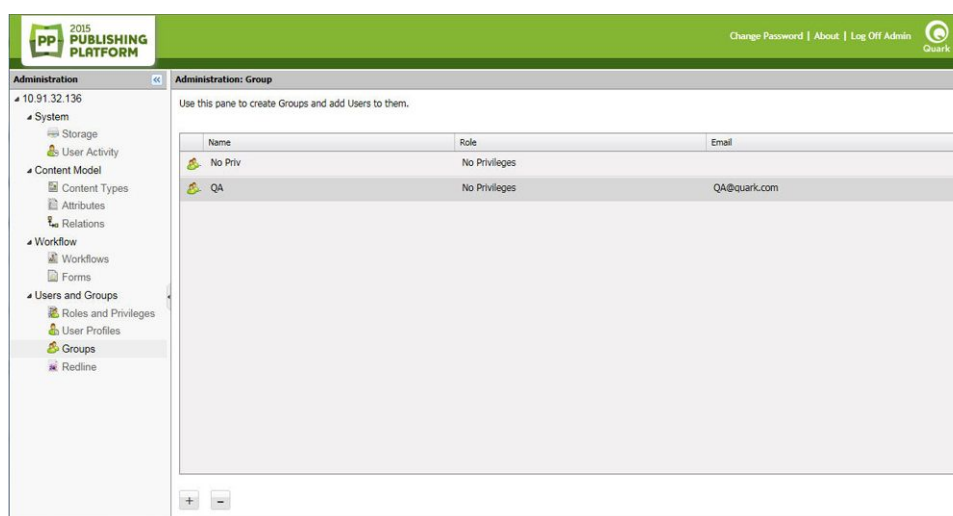 2015
PP PUBLISHING
PLATFORM
Change Password | About | Log Off Admin
Quark
Administration
Administration: Group
10.91.32.136
Use this pane to create Groups and add Users to them.
System
Storage
User Activity
Content Model
Content Types
Attributes
Relations
Workflow
Workflows
Forms
Users and Groups
Roles and Privileges
User Profiles
Groups
Redline
Name Role Email
No Priv No Privileges
QA No Privileges QA@quark.com